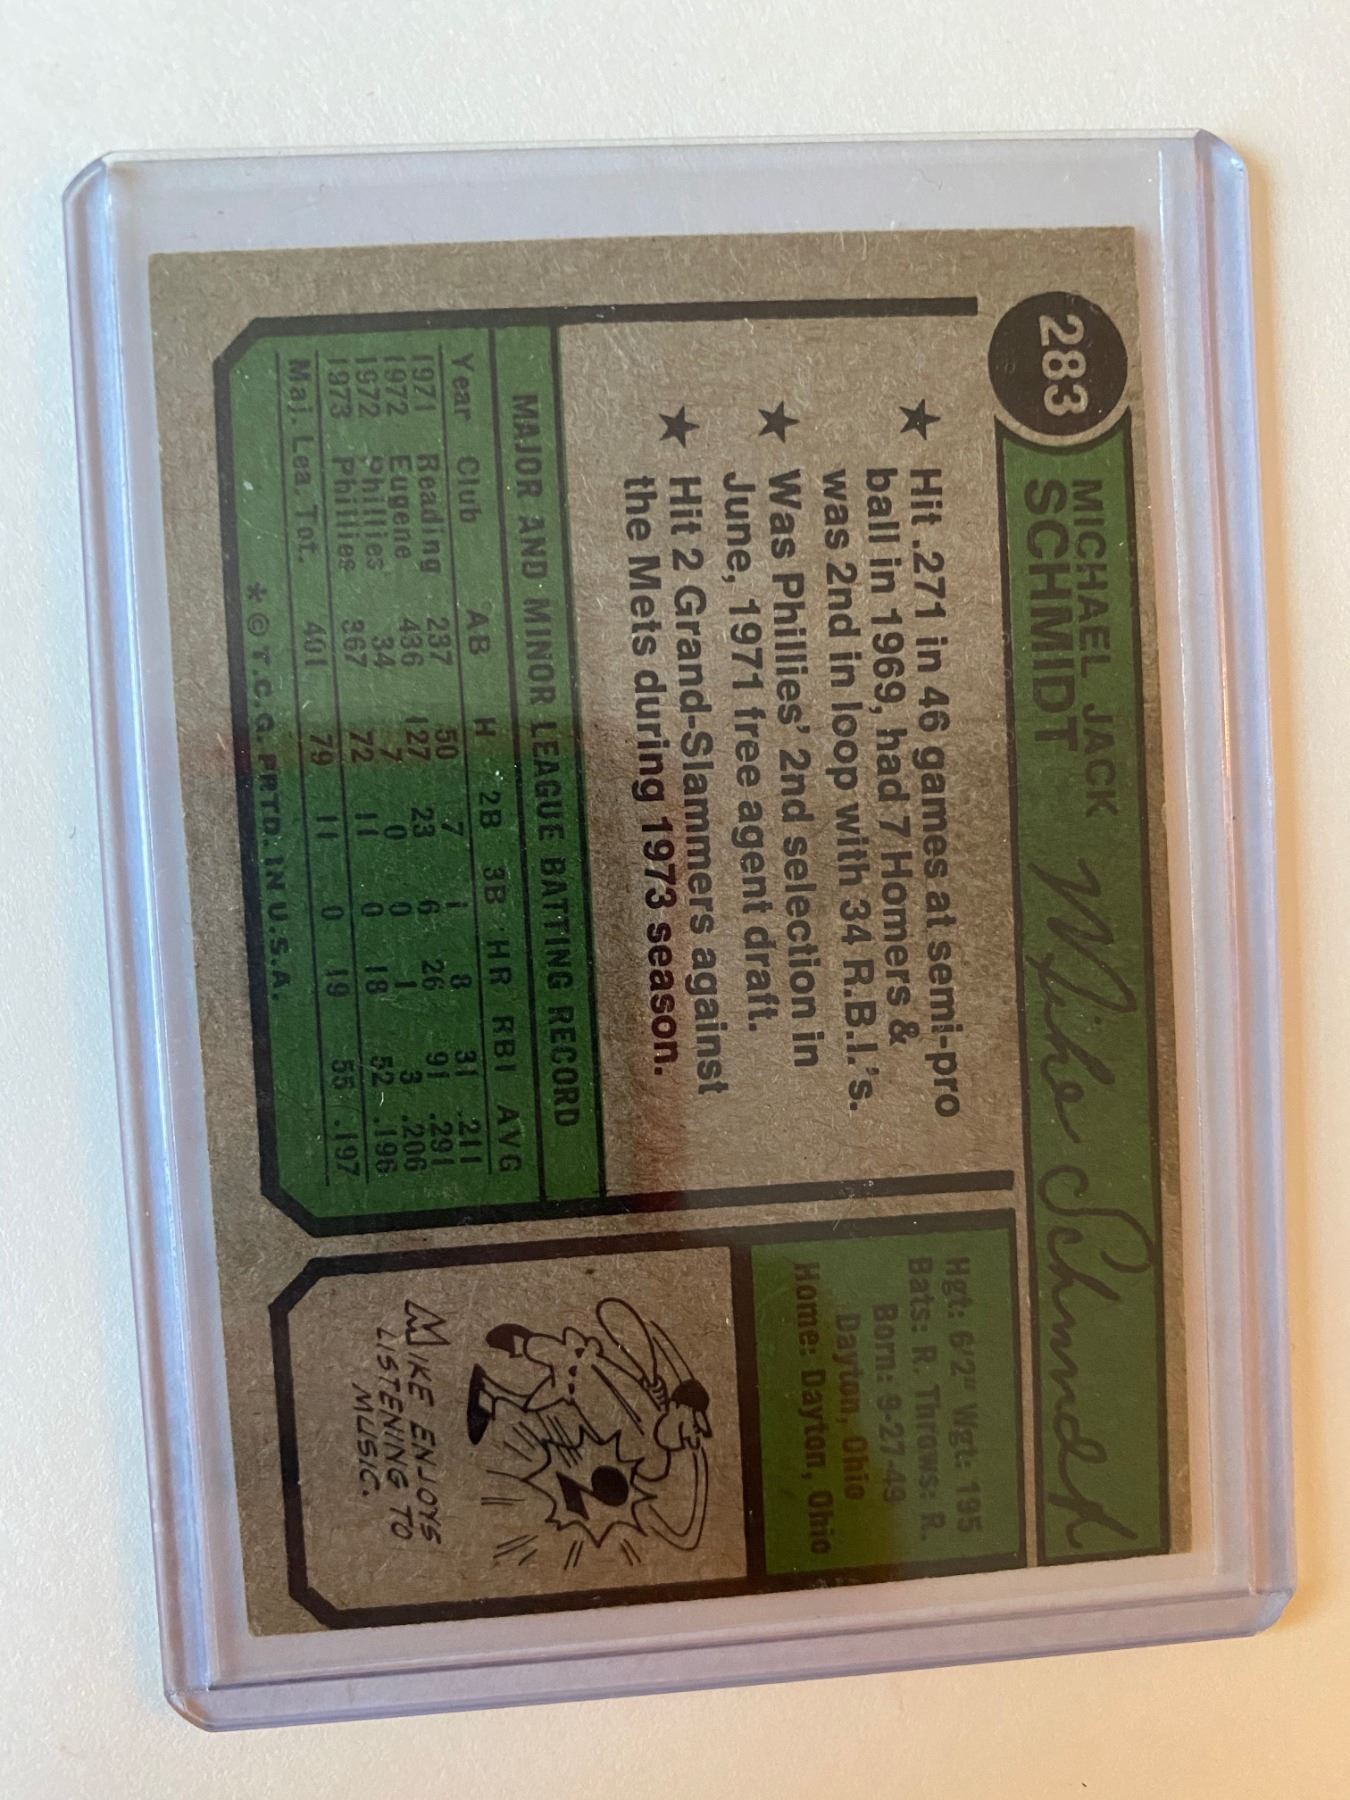 283
MICHAEL JACK
SCHMIDT
Mike Schmidt
★ Hit .271 in 46 games at semi-pro
ball in 1969, had 7 Homers &
was 2nd in loop with 34 R.B.I.'s.
★ Was Phillies' 2nd selection in
June, 1971 free agent draft.
★ Hit 2 Grand-Slammers against
the Mets during 1973 season.
MAJOR AND MINOR LEAGUE BATTING RECORD
Year Club AB H 2B 3B HR RBI AVG
1971 Reading 237 50 7 1 8 31 .211
1972 Eugene 436 127 23 6 26 91 .291
1972 Phillies 34 7 0 0 1 3 .206
1973 Phillies 367 72 11 0 18 52 .196
Maj. Lea. Tot. 401 79 11 0 19 55 .197
*© T.C.G. PRTD. IN U.S.A.
Hgt: 6'2" Wgt: 195
Bats: R. Throws: R.
Born: 9-27-49
Dayton, Ohio
Home: Dayton, Ohio
MIKE ENJOYS
LISTENING TO
MUSIC.